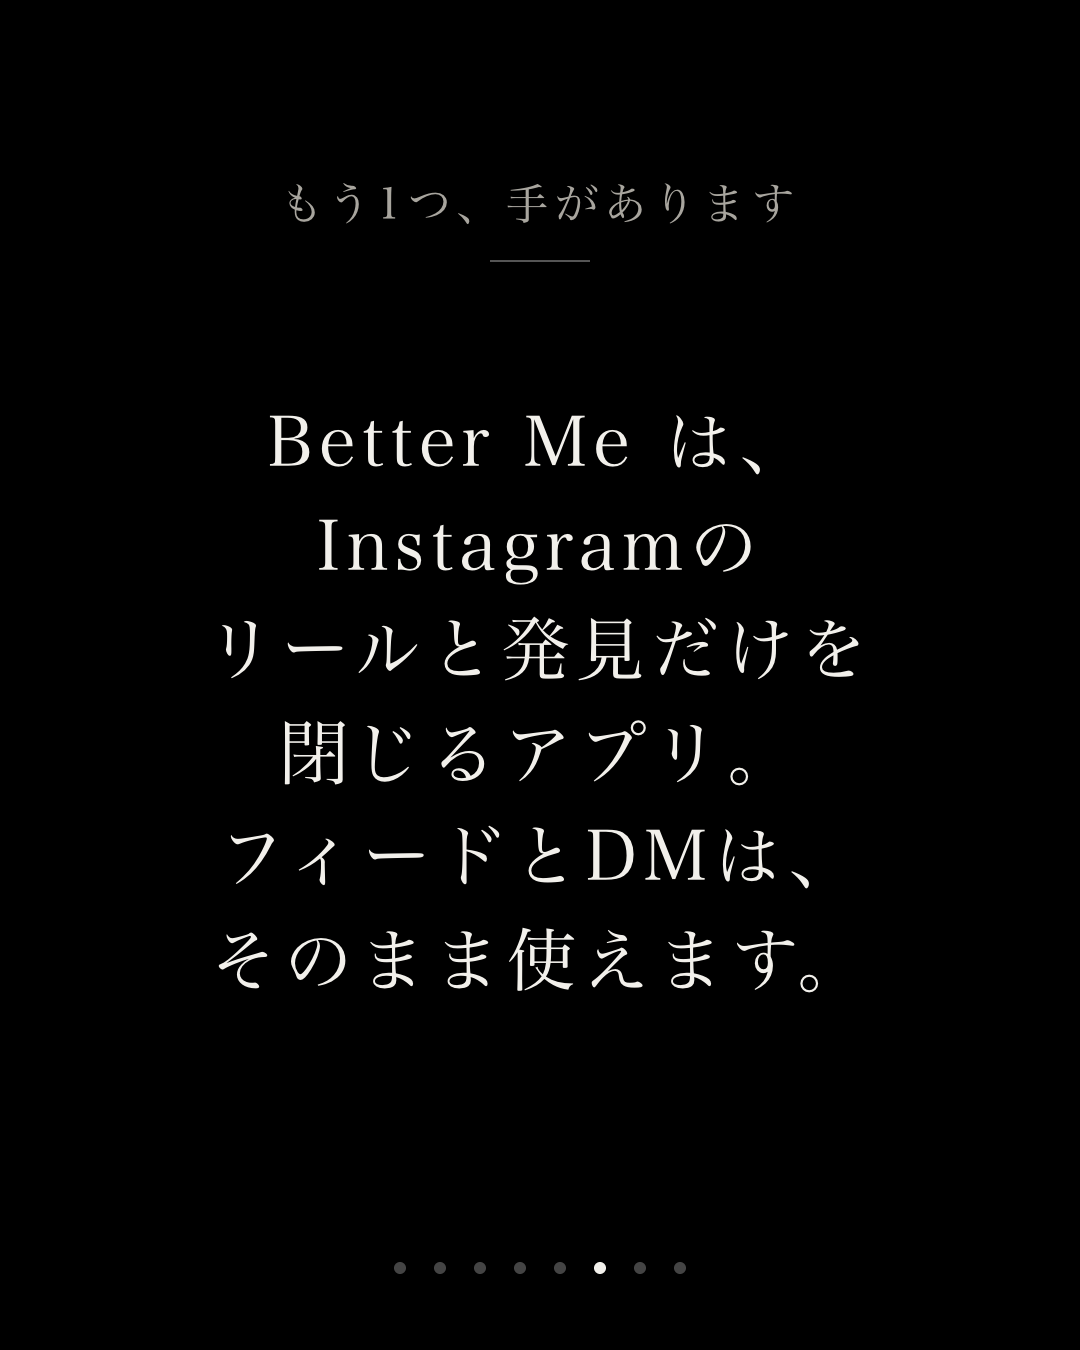 もう1つ、手があります
Better Me は、
Instagramの
リールと発見だけを
閉じるアプリ。
フィードとDMは、
そのまま使えます。